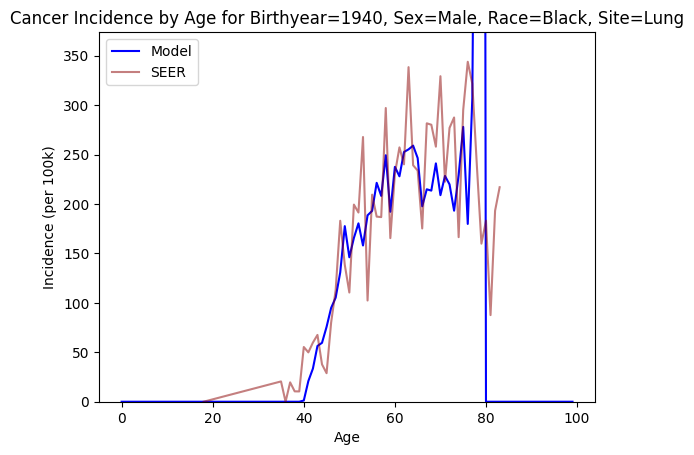 Cancer Incidence by Age for Birthyear=1940, Sex=Male, Race=Black, Site=Lung
Model
SEER
Incidence (per 100k)
350
300
250
200
150
100
50
0
0 20 40 60 80 100
Age